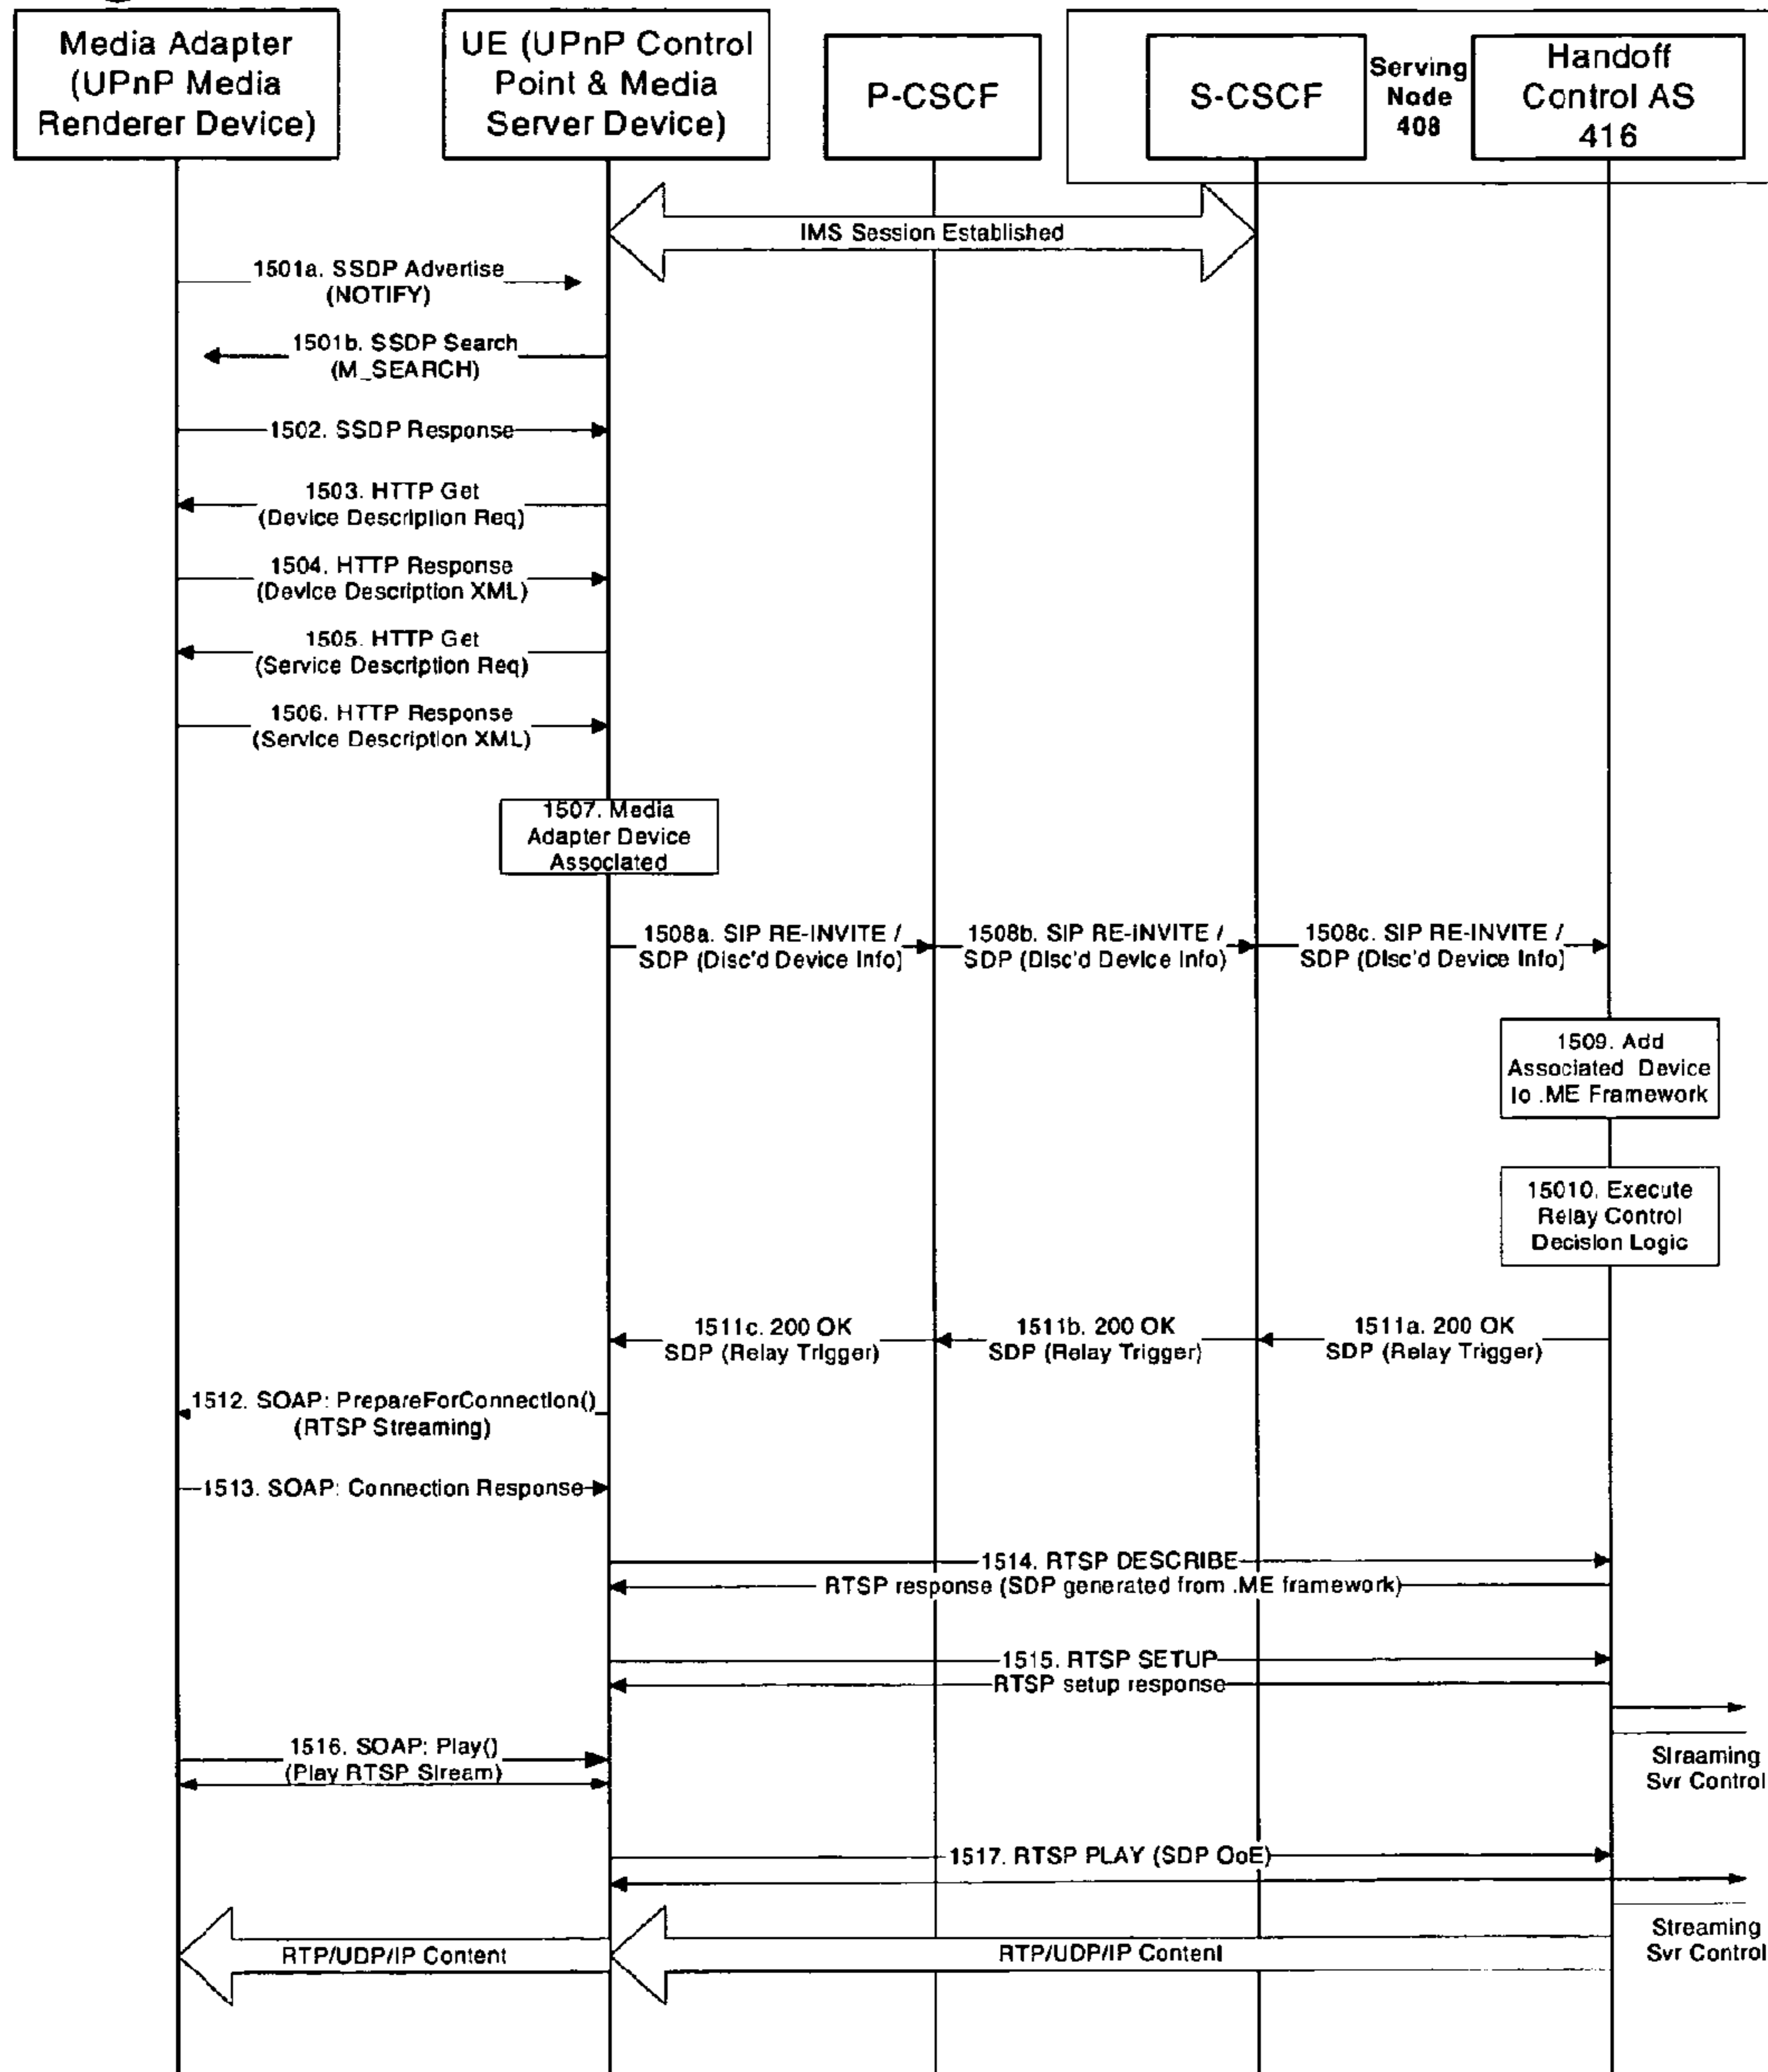 Media Adapter
(UPnP Media
Renderer Device)
UE (UPnP Control
Point & Media
Server Device)
P-CSCF
S-CSCF
Serving
Node
408
Handoff
Control AS
416
IMS Session Established
1501a. SSDP Advertise
(NOTIFY)
1501b. SSDP Search
(M_SEARCH)
1502. SSDP Response
1503. HTTP Get
(Device Description Req)
1504. HTTP Response
(Device Description XML)
1505. HTTP Get
(Service Description Req)
1506. HTTP Response
(Service Description XML)
1507. Media
Adapter Device
Associated
1508a. SIP RE-INVITE /
SDP (Disc'd Device Info)
1508b. SIP RE-INVITE /
SDP (Disc'd Device Info)
1508c. SIP RE-INVITE /
SDP (Disc'd Device Info)
1509. Add
Associated Device
to .ME Framework
15010. Execute
Relay Control
Decision Logic
1511c. 200 OK
SDP (Relay Trigger)
1511b. 200 OK
SDP (Relay Trigger)
1511a. 200 OK
SDP (Relay Trigger)
1512. SOAP: PrepareForConnection()
(RTSP Streaming)
1513. SOAP: Connection Response
1514. RTSP DESCRIBE
RTSP response (SDP generated from .ME framework)
1515. RTSP SETUP
RTSP setup response
1516. SOAP: Play()
(Play RTSP Stream)
Streaming
Svr Control
1517. RTSP PLAY (SDP OoE)
Streaming
Svr Control
RTP/UDP/IP Content
RTP/UDP/IP Content